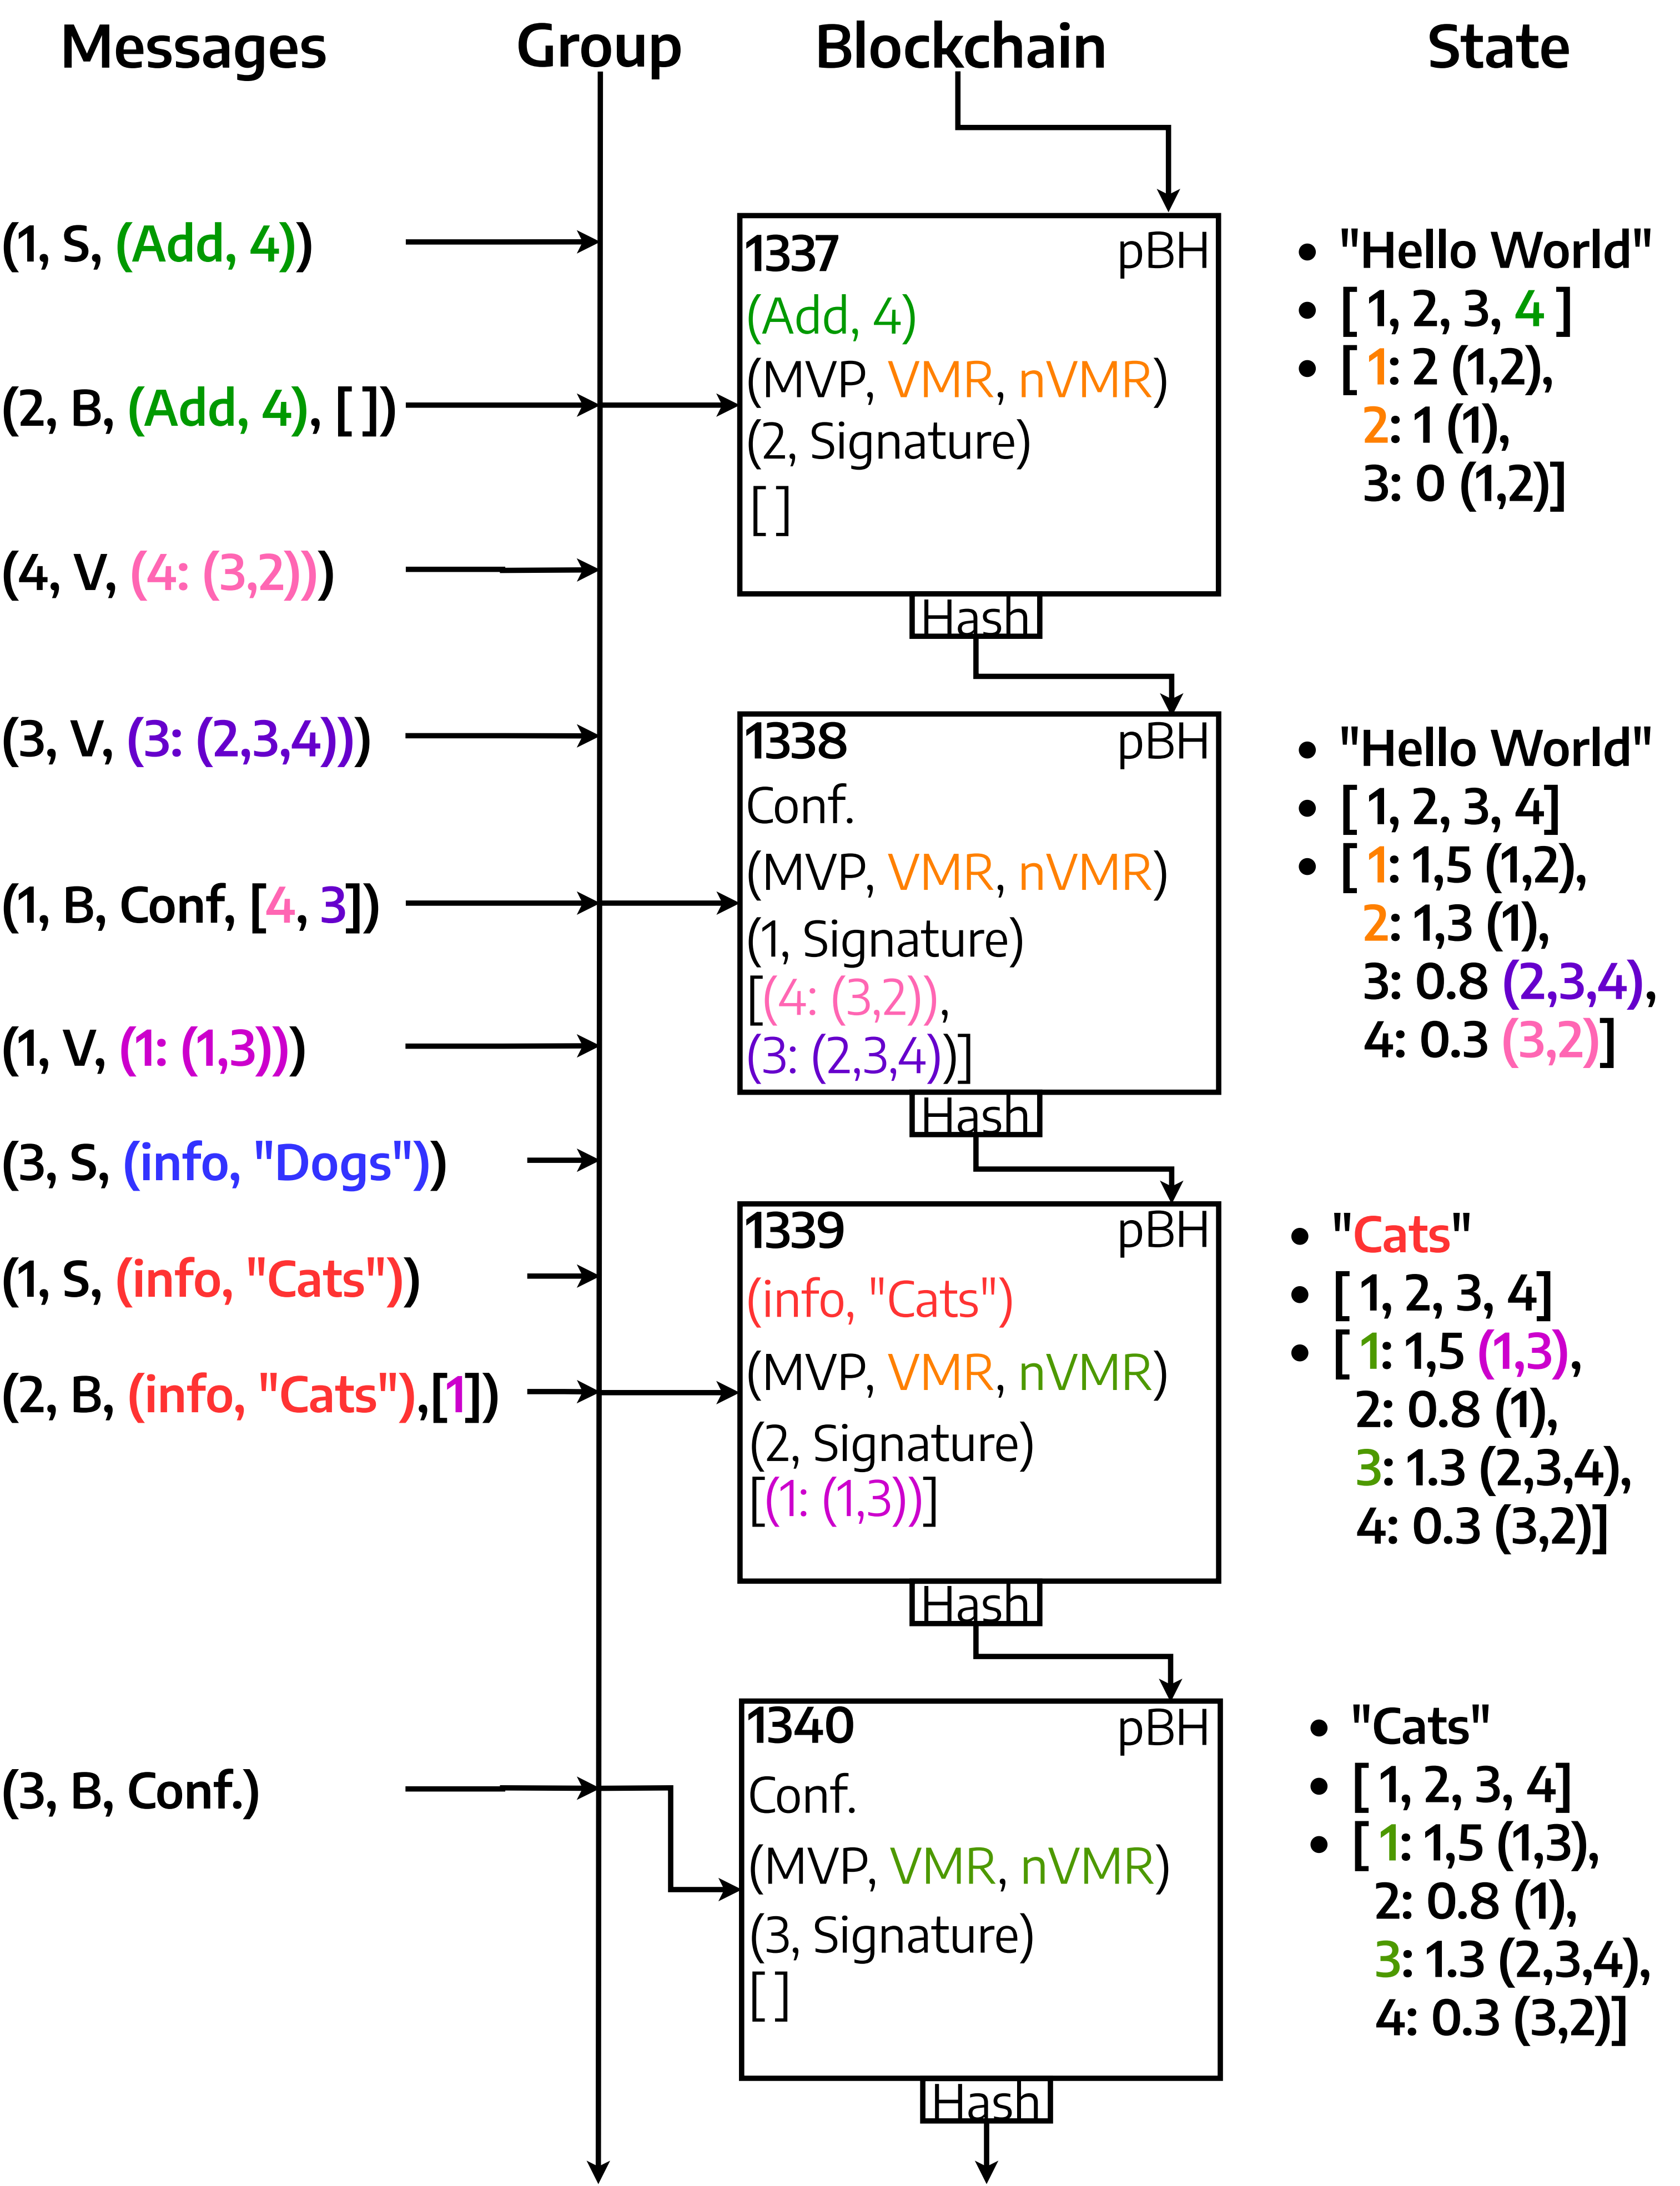 Messages
Group
Blockchain
State
(1, S, (Add, 4))
(2, B, (Add, 4), [ ])
(4, V, (4: (3,2)))
(3, V, (3: (2,3,4)))
(1, B, Conf, [4, 3])
(1, V, (1: (1,3)))
(3, S, (info, "Dogs"))
(1, S, (info, "Cats"))
(2, B, (info, "Cats"),[1])
(3, B, Conf.)
1337 pBH
(Add, 4)
(MVP, VMR, nVMR)
(2, Signature)
[ ]
Hash
1338 pBH
Conf.
(MVP, VMR, nVMR)
(1, Signature)
[(4: (3,2)),
(3: (2,3,4))]
Hash
1339 pBH
(info, "Cats")
(MVP, VMR, nVMR)
(2, Signature)
[(1: (1,3))]
Hash
1340 pBH
Conf.
(MVP, VMR, nVMR)
(3, Signature)
[ ]
Hash
• "Hello World"
• [ 1, 2, 3, 4 ]
• [ 1: 2 (1,2),
2: 1 (1),
3: 0 (1,2)]
• "Hello World"
• [ 1, 2, 3, 4]
• [ 1: 1,5 (1,2),
2: 1,3 (1),
3: 0.8 (2,3,4),
4: 0.3 (3,2)]
• "Cats"
• [ 1, 2, 3, 4]
• [ 1: 1,5 (1,3),
2: 0.8 (1),
3: 1.3 (2,3,4),
4: 0.3 (3,2)]
• "Cats"
• [ 1, 2, 3, 4]
• [ 1: 1,5 (1,3),
2: 0.8 (1),
3: 1.3 (2,3,4),
4: 0.3 (3,2)]